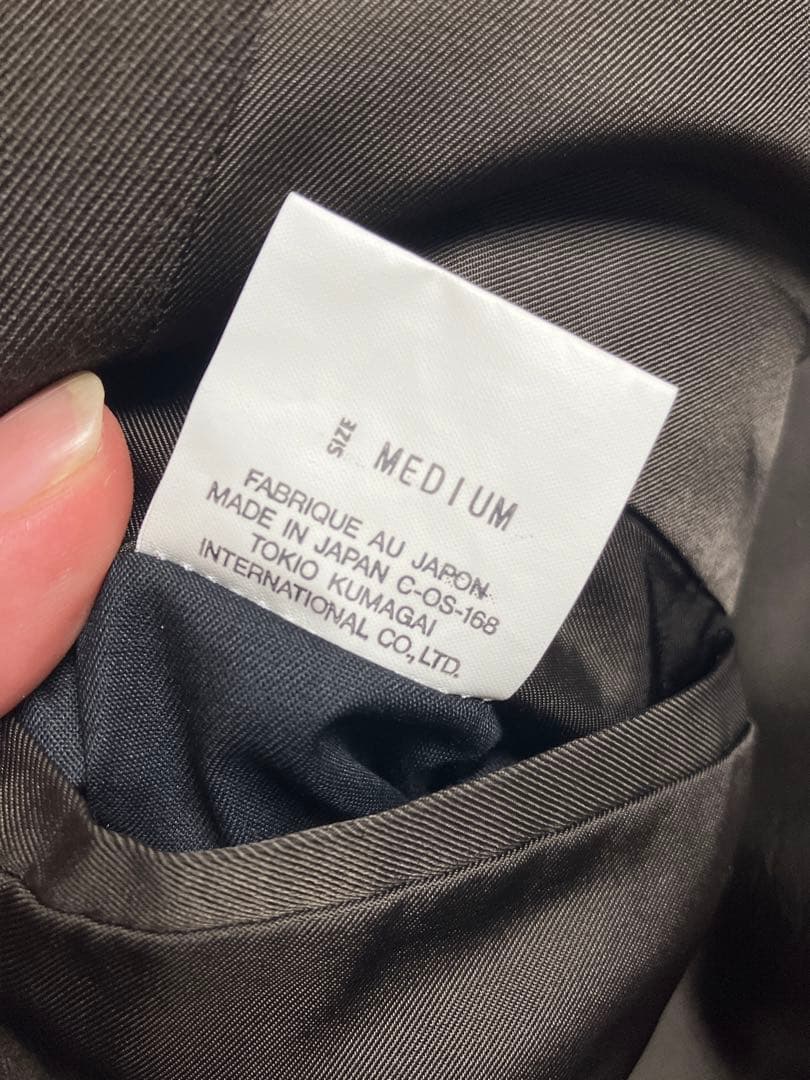 SIZE MEDIUM
FABRIQUE AU JAPON
MADE IN JAPAN C-OS-168
TOKIO KUMAGAI
INTERNATIONAL CO., LTD.